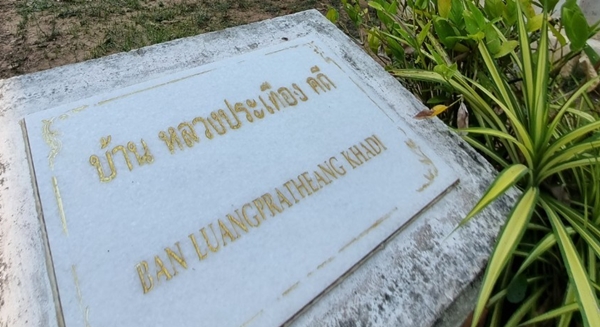 บ้าน หลวงประเทือง คดี
BAN LUANGPRATHEANG KHADI